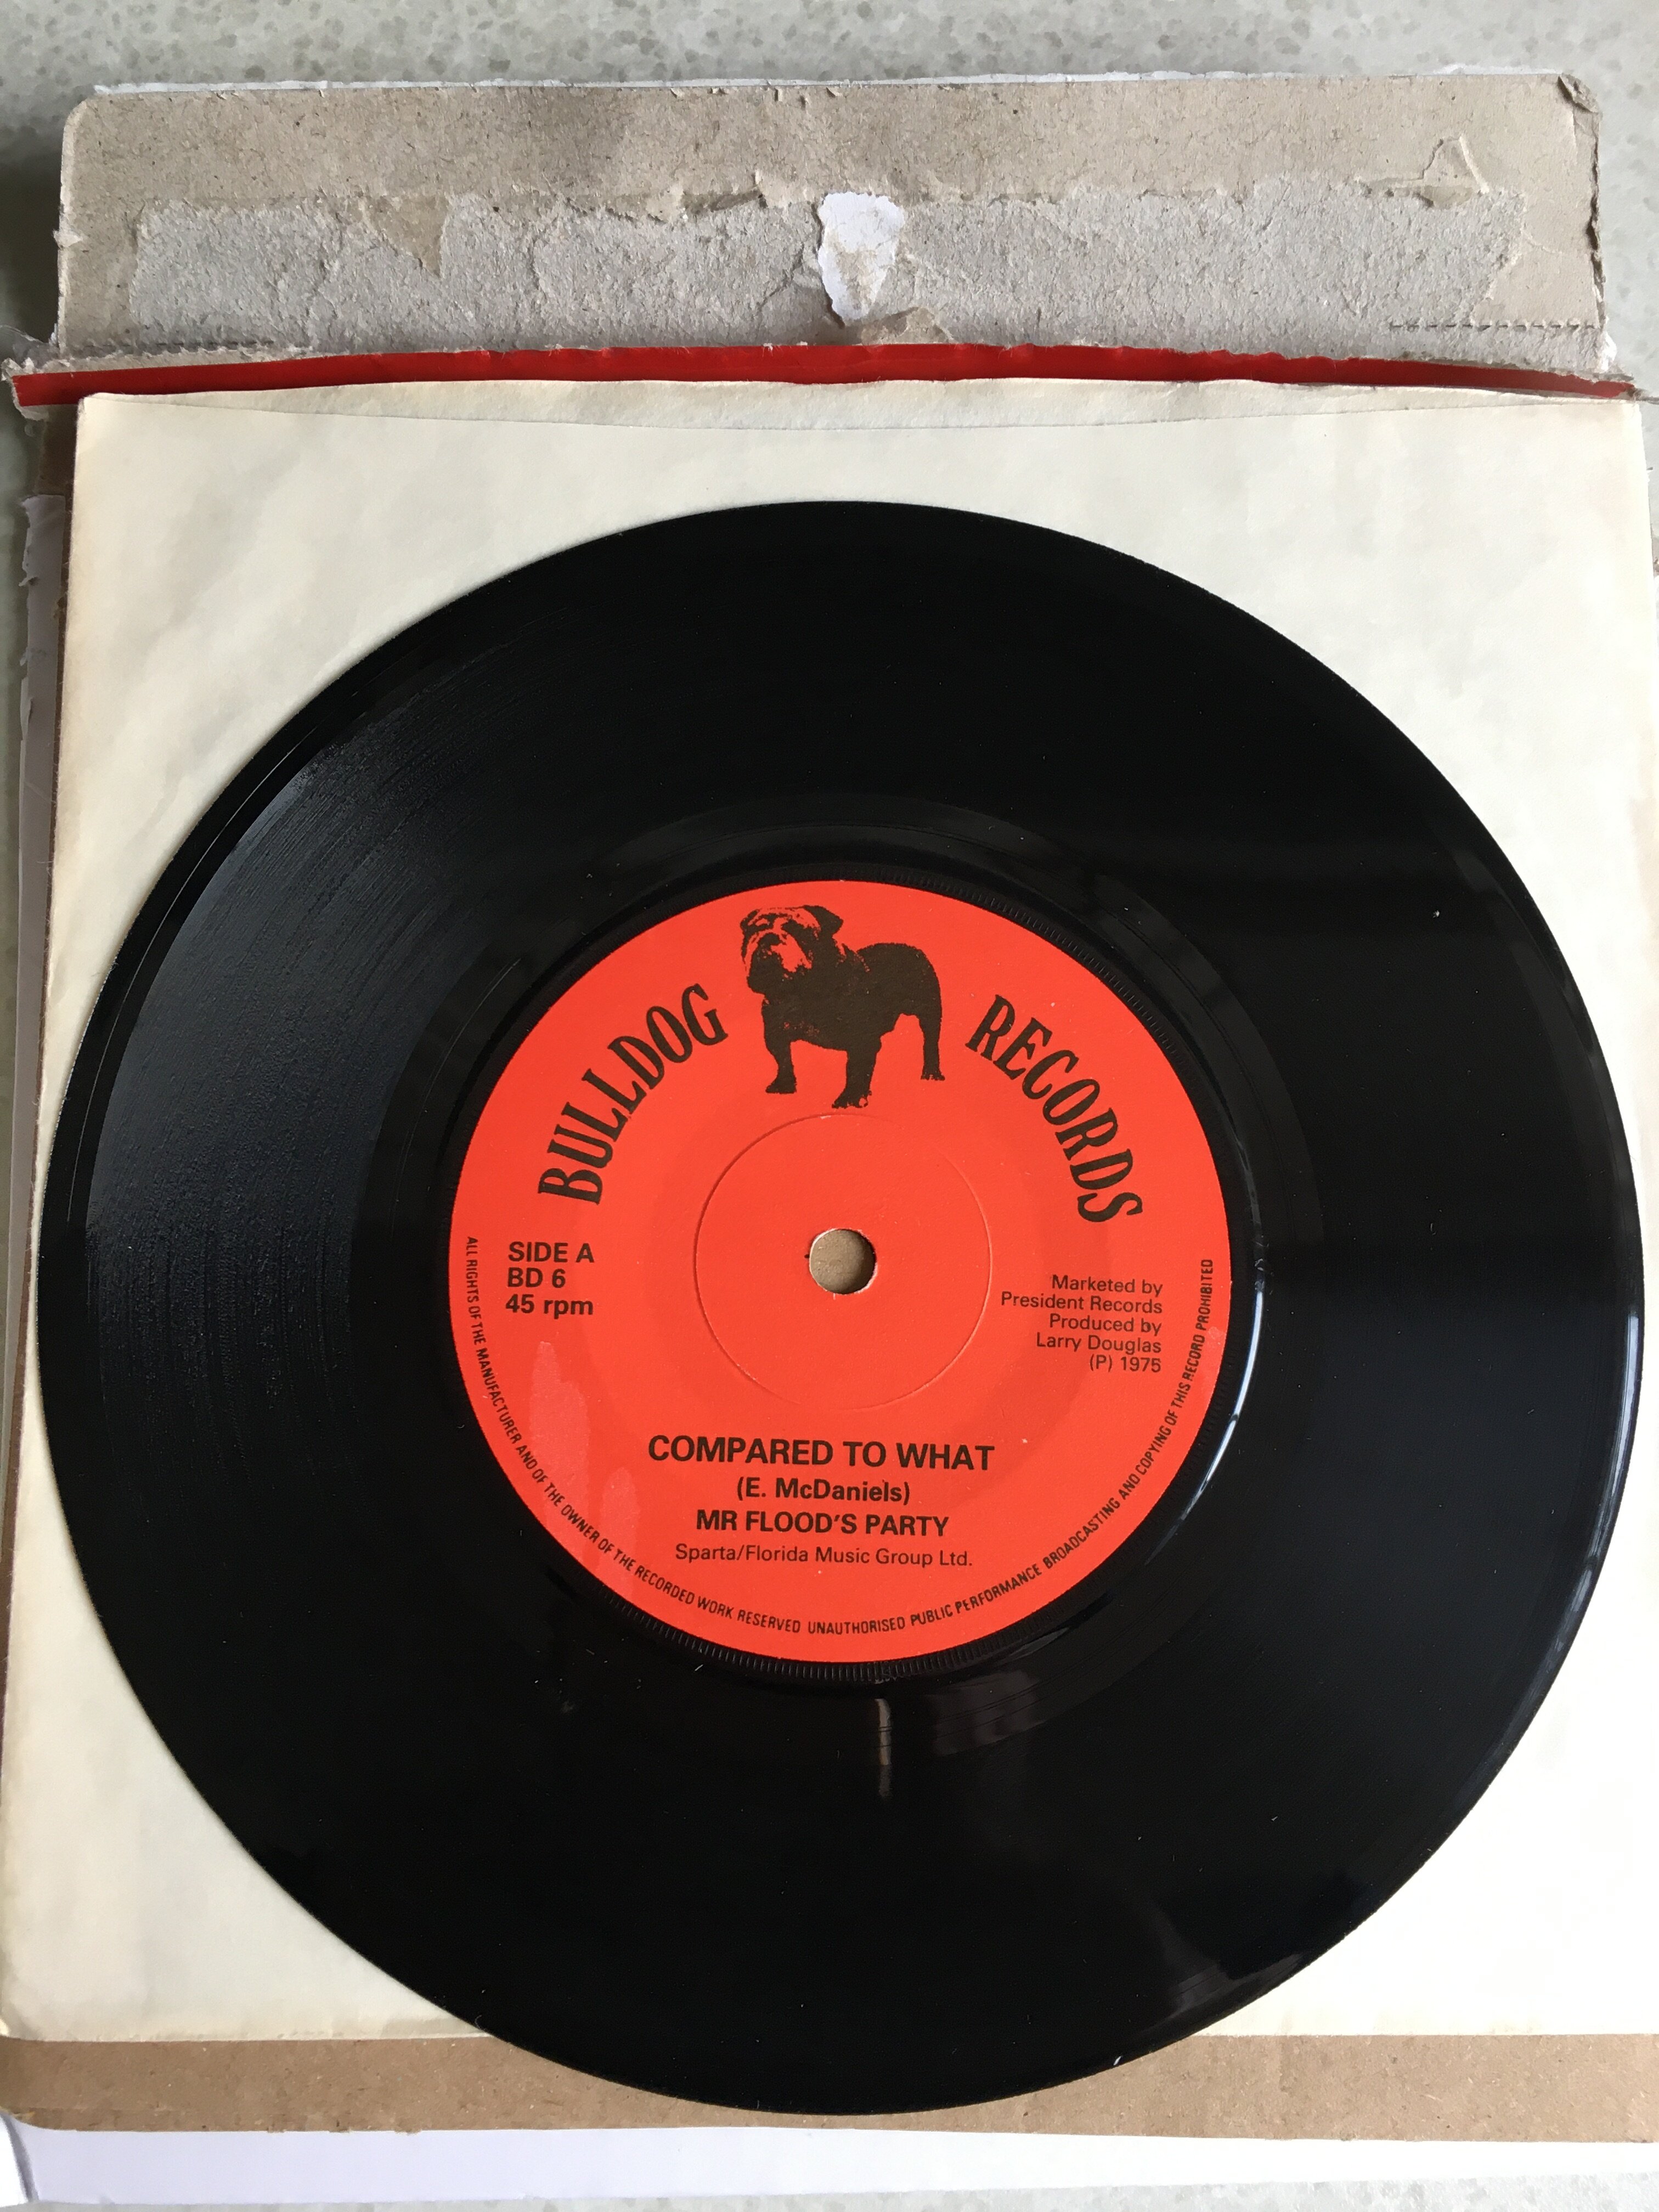 BULLDOG RECORDS
SIDE A
BD 6
45 rpm
Marketed by
President Records
Produced by
Larry Douglas
(P) 1975
COMPARED TO WHAT
(E. McDaniels)
MR FLOOD'S PARTY
Sparta/Florida Music Group Ltd.
ALL RIGHTS OF THE MANUFACTURER AND OF THE OWNER OF THE RECORDED WORK RESERVED UNAUTHORISED PUBLIC PERFORMANCE BROADCASTING AND COPYING OF THIS RECORD PROHIBITED